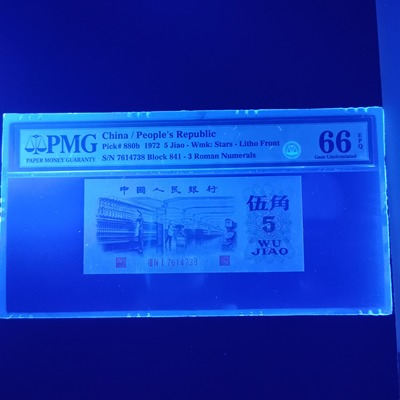 PMG
PAPER MONEY GUARANTY
China / People's Republic
Pick# 880b 1972 5 Jiao - Wmk: Stars - Litho Front
S/N 7614738 Block 841 - 3 Roman Numerals
66 EPQ
Gem Uncirculated
中國人民銀行
伍角
5
WU
JIAO
7614738